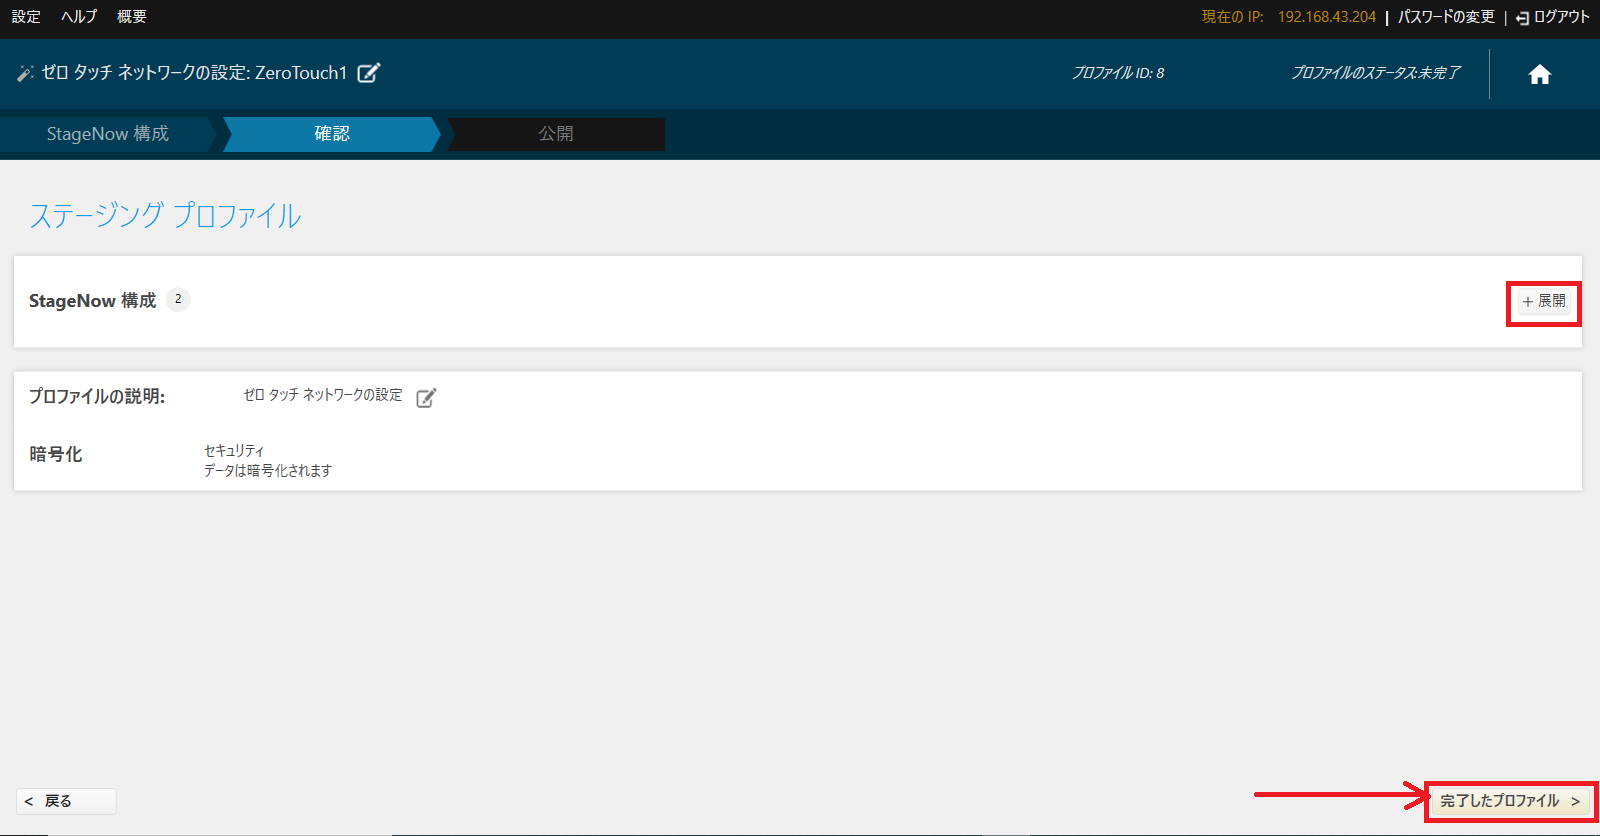 設定 ヘルプ 概要 現在の IP: 192.168.43.204 | パスワードの変更 | ログアウト
ゼロ タッチ ネットワークの設定: ZeroTouch1 プロファイル ID: 8 プロファイルのステータス:未完了
StageNow 構成 確認 公開
ステージング プロファイル
StageNow 構成 2 + 展開
プロファイルの説明: ゼロ タッチ ネットワークの設定
暗号化 セキュリティ
データは暗号化されます
< 戻る 完了したプロファイル >